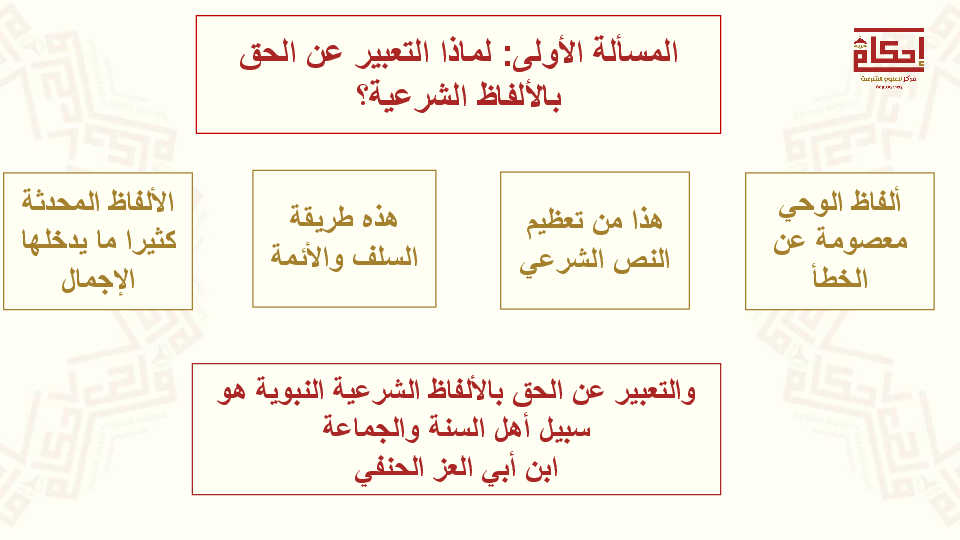 المسألة الأولى: لماذا التعبير عن الحق
بالألفاظ الشرعية؟
إحكام
مركز للعلوم الشرعية
ألفاظ الوحي
معصومة عن
الخطأ
هذا من تعظيم
النص الشرعي
هذه طريقة
السلف والأئمة
الألفاظ المحدثة
كثيرا ما يدخلها
الإجمال
والتعبير عن الحق بالألفاظ الشرعية النبوية هو
سبيل أهل السنة والجماعة
ابن أبي العز الحنفي